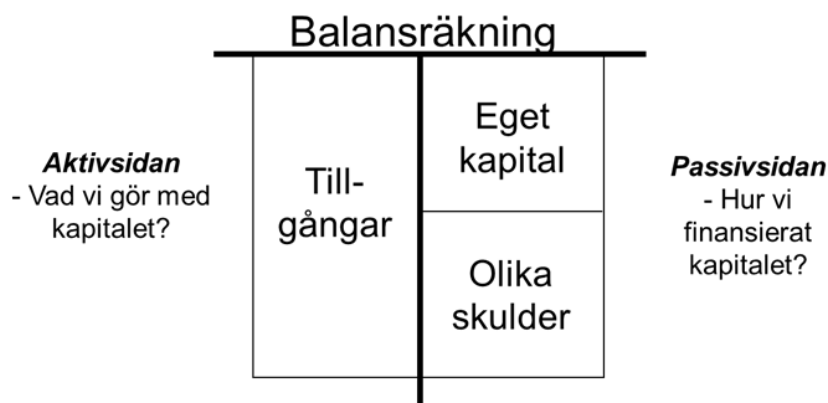 Balansräkning
Aktivsidan
- Vad vi gör med
kapitalet?
Till-
gångar
Eget
kapital
Olika
skulder
Passivsidan
- Hur vi
finansierat
kapitalet?